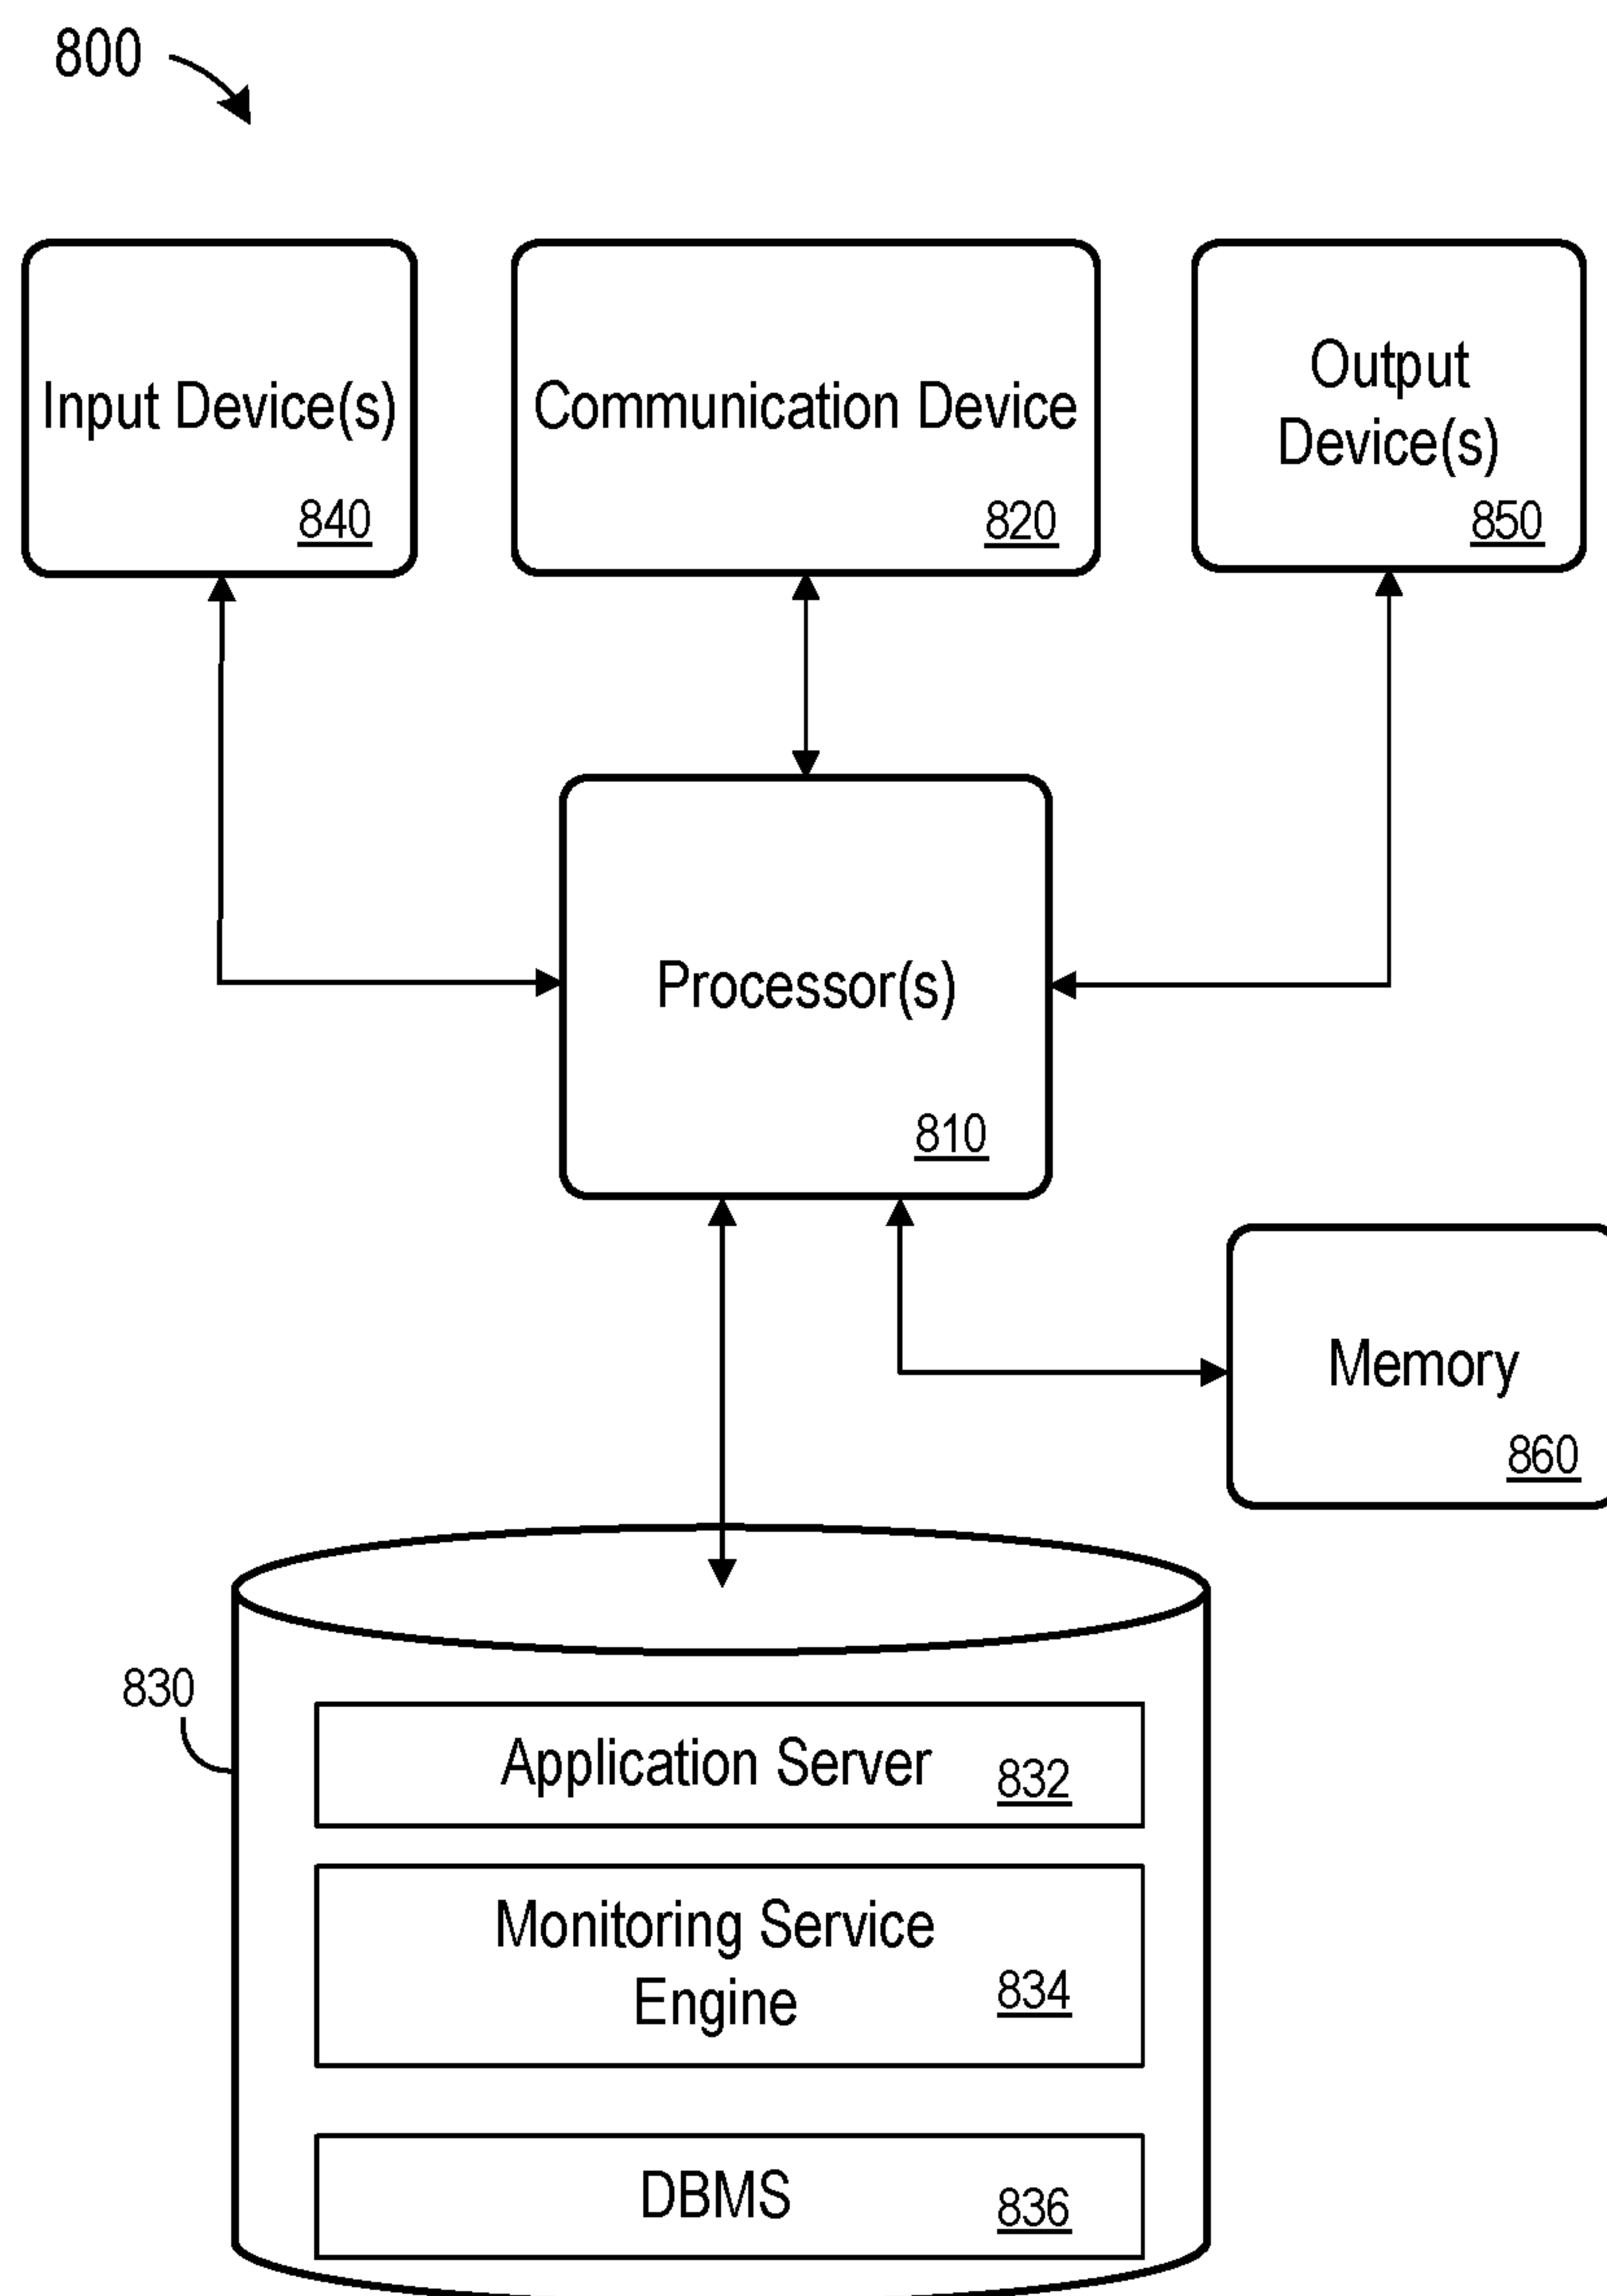 800
Input Device(s)
840
Communication Device
820
Output
Device(s)
850
Processor(s)
810
Memory
860
830
Application Server
832
Monitoring Service
Engine
834
DBMS
836